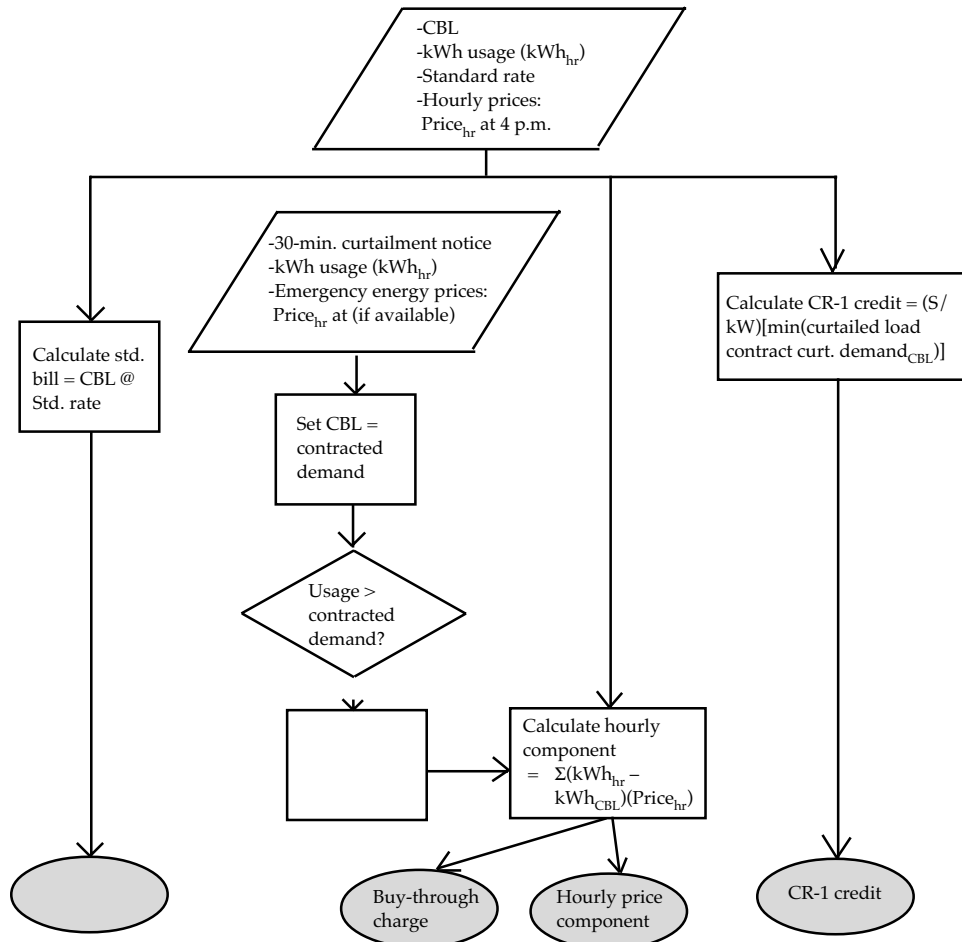 -CBL
-kWh usage (kWhhr)
-Standard rate
-Hourly prices:
Pricehr at 4 p.m.
-30-min. curtailment notice
-kWh usage (kWhhr)
-Emergency energy prices:
Pricehr at (if available)
Calculate CR-1 credit = (S/
kW)[min(curtailed load
contract curt. demandCBL)]
Calculate std.
bill = CBL @
Std. rate
Set CBL =
contracted
demand
Usage >
contracted
demand?
Calculate hourly
component
= Σ(kWhhr –
kWhCBL)(Pricehr)
Buy-through
charge
Hourly price
component
CR-1 credit